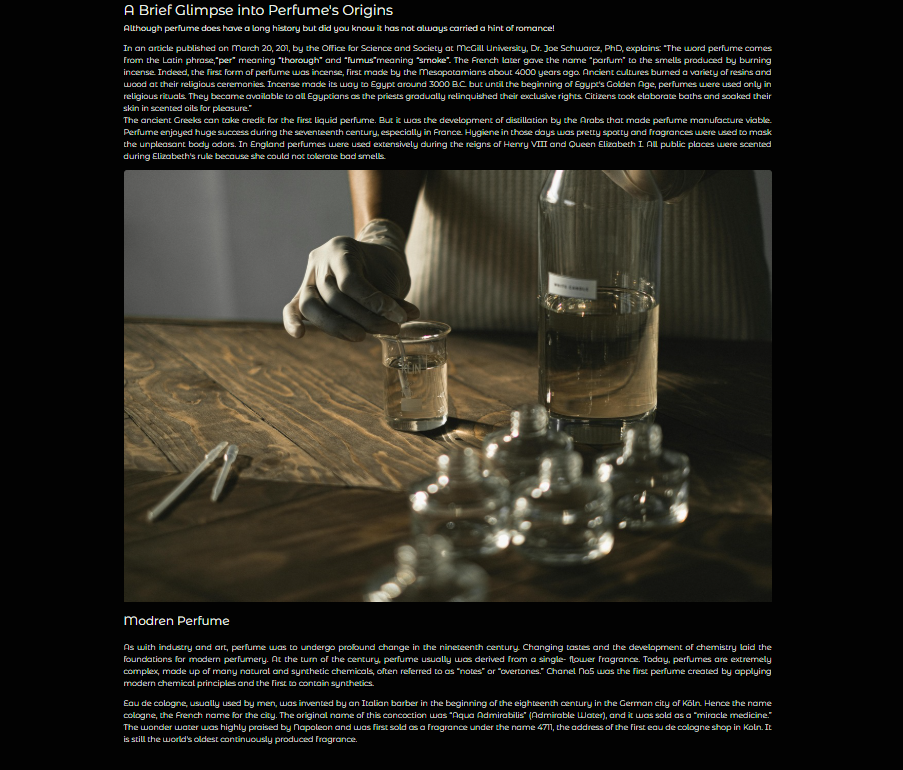 A Brief Glimpse into Perfume's Origins
Although perfume does have a long history but did you know it has not always carried a hint of romance!
In an article published on March 20, 201, by the Office for Science and Society at McGill University, Dr. Joe Schwarcz, PhD, explains: "The word perfume comes
from the Latin phrase,"per" meaning "thorough" and "fumus"meaning "smoke". The French later gave the name "parfum" to the smells produced by burning
incense. Indeed, the first form of perfume was incense, first made by the Mesopotamians about 4000 years ago. Ancient cultures burned a variety of resins and
wood at their religious ceremonies. Incense made its way to Egypt around 3000 B.C. but until the beginning of Egypt's Golden Age, perfumes were used only in
religious rituals. They became available to all Egyptians as the priests gradually relinquished their exclusive rights. Citizens took elaborate baths and soaked their
skin in scented oils for pleasure."
The ancient Greeks can take credit for the first liquid perfume. But it was the development of distillation by the Arabs that made perfume manufacture viable.
Perfume enjoyed huge success during the seventeenth century, especially in France. Hygiene in those days was pretty spotty and fragrances were used to mask
the unpleasant body odors. In England perfumes were used extensively during the reigns of Henry VIII and Queen Elizabeth I. All public places were scented
during Elizabeth's rule because she could not tolerate bad smells.
Modren Perfume
As with industry and art, perfume was to undergo profound change in the nineteenth century. Changing tastes and the development of chemistry laid the
foundations for modern perfumery. At the turn of the century, perfume usually was derived from a single- flower fragrance. Today, perfumes are extremely
complex, made up of many natural and synthetic chemicals, often referred to as "notes" or "overtones." Chanel No5 was the first perfume created by applying
modern chemical principles and the first to contain synthetics.
Eau de cologne, usually used by men, was invented by an Italian barber in the beginning of the eighteenth century in the German city of Köln. Hence the name
cologne, the French name for the city. The original name of this concoction was "Aqua Admirabilis" (Admirable Water), and it was sold as a "miracle medicine."
The wonder water was highly praised by Napoleon and was first sold as a fragrance under the name 4711, the address of the first eau de cologne shop in Koln. It
is still the world's oldest continuously produced fragrance.